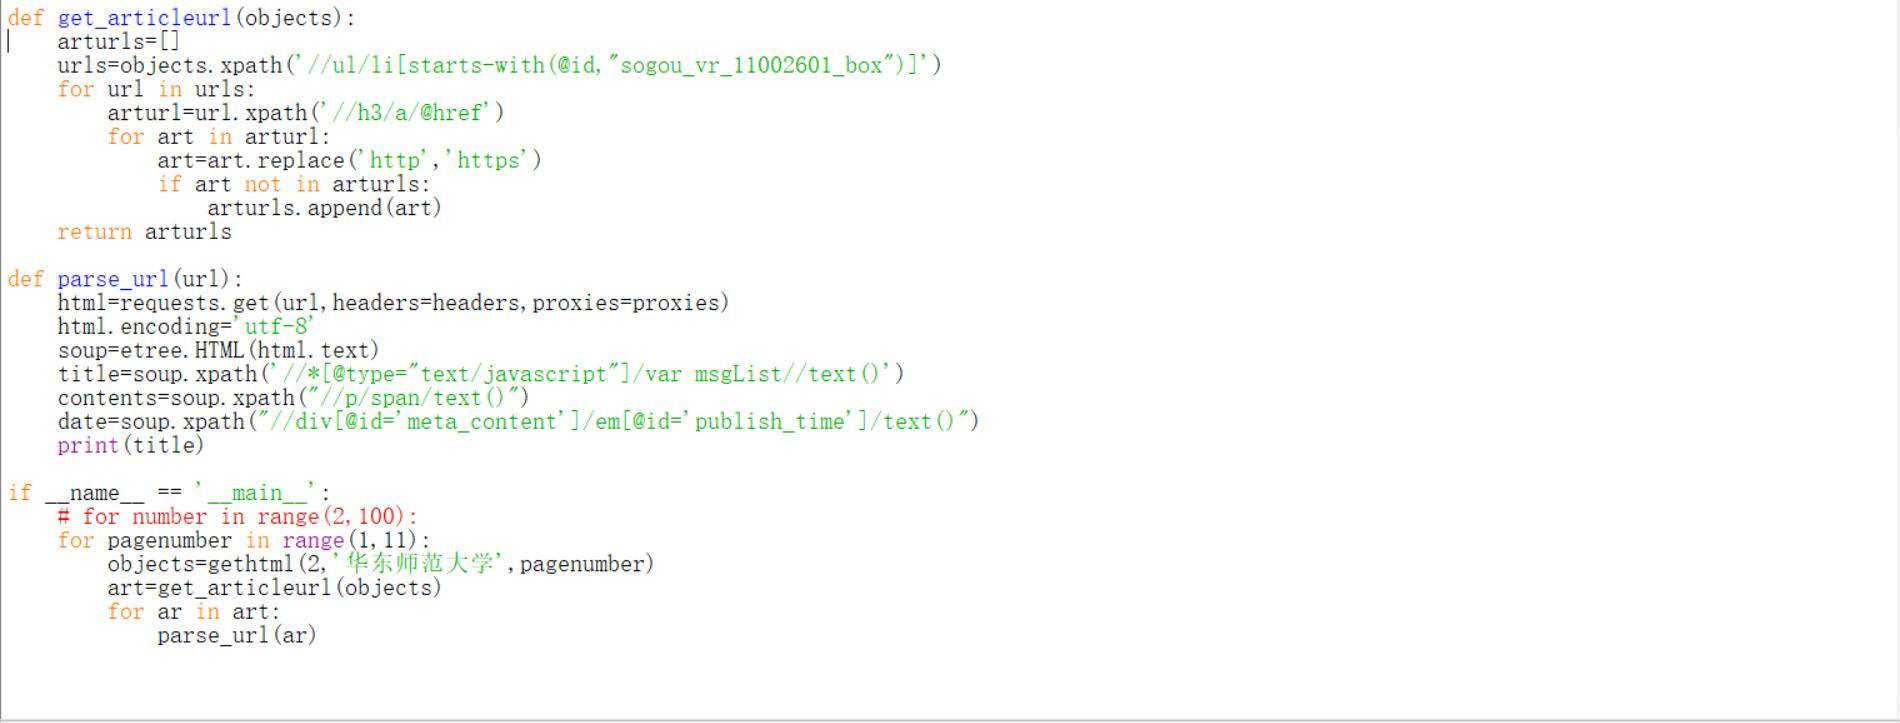 def get_articleurl(objects):
    arturls=[]
    urls=objects.xpath('//ul/li[starts-with(@id,"sogou_vr_11002601_box")]')
    for url in urls:
        arturl=url.xpath('//h3/a/@href')
        for art in arturl:
            art=art.replace('http','https')
            if art not in arturls:
                arturls.append(art)
    return arturls

def parse_url(url):
    html=requests.get(url,headers=headers,proxies=proxies)
    html.encoding='utf-8'
    soup=etree.HTML(html.text)
    title=soup.xpath('//*[@type="text/javascript"]/var msgList//text()')
    contents=soup.xpath("//p/span/text()")
    date=soup.xpath("//div[@id='meta_content']/em[@id='publish_time']/text()")
    print(title)

if __name__ == '__main__':
    # for number in range(2,100):
    for pagenumber in range(1,11):
        objects=gethtml(2,'华东师范大学',pagenumber)
        art=get_articleurl(objects)
        for ar in art:
            parse_url(ar)